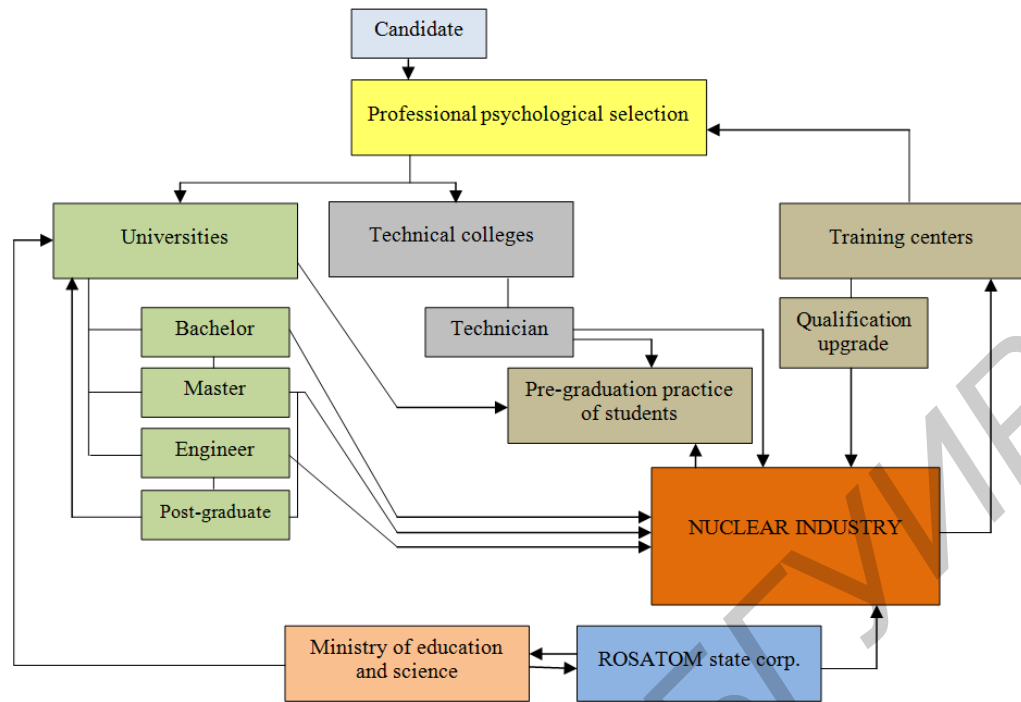 Candidate
Professional psychological selection
Universities
Technical colleges
Training centers
Bachelor
Technician
Qualification
upgrade
Master
Pre-graduation practice
of students
Engineer
Post-graduate
NUCLEAR INDUSTRY
Ministry of education
and science
ROSATOM state corp.
БГУИР